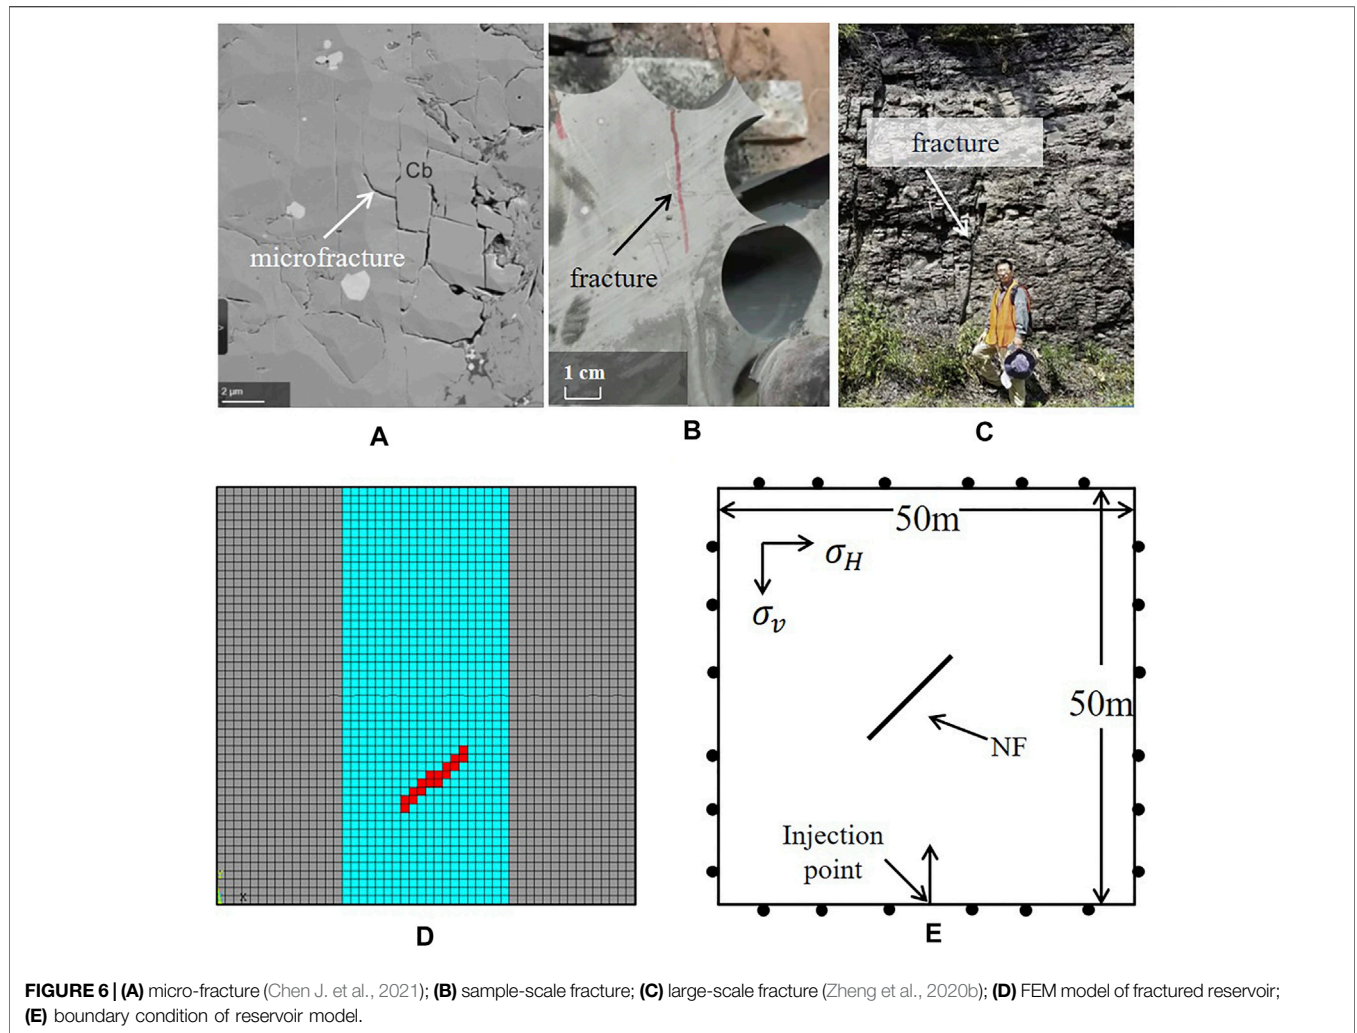 Cb
microfracture
2 μm
A
fracture
1 cm
B
fracture
C
X
D
50m
σ_H
σ_v
50m
NF
Injection
point
E
FIGURE 6 | (A) micro-fracture (Chen J. et al., 2021); (B) sample-scale fracture; (C) large-scale fracture (Zheng et al., 2020b); (D) FEM model of fractured reservoir;
(E) boundary condition of reservoir model.